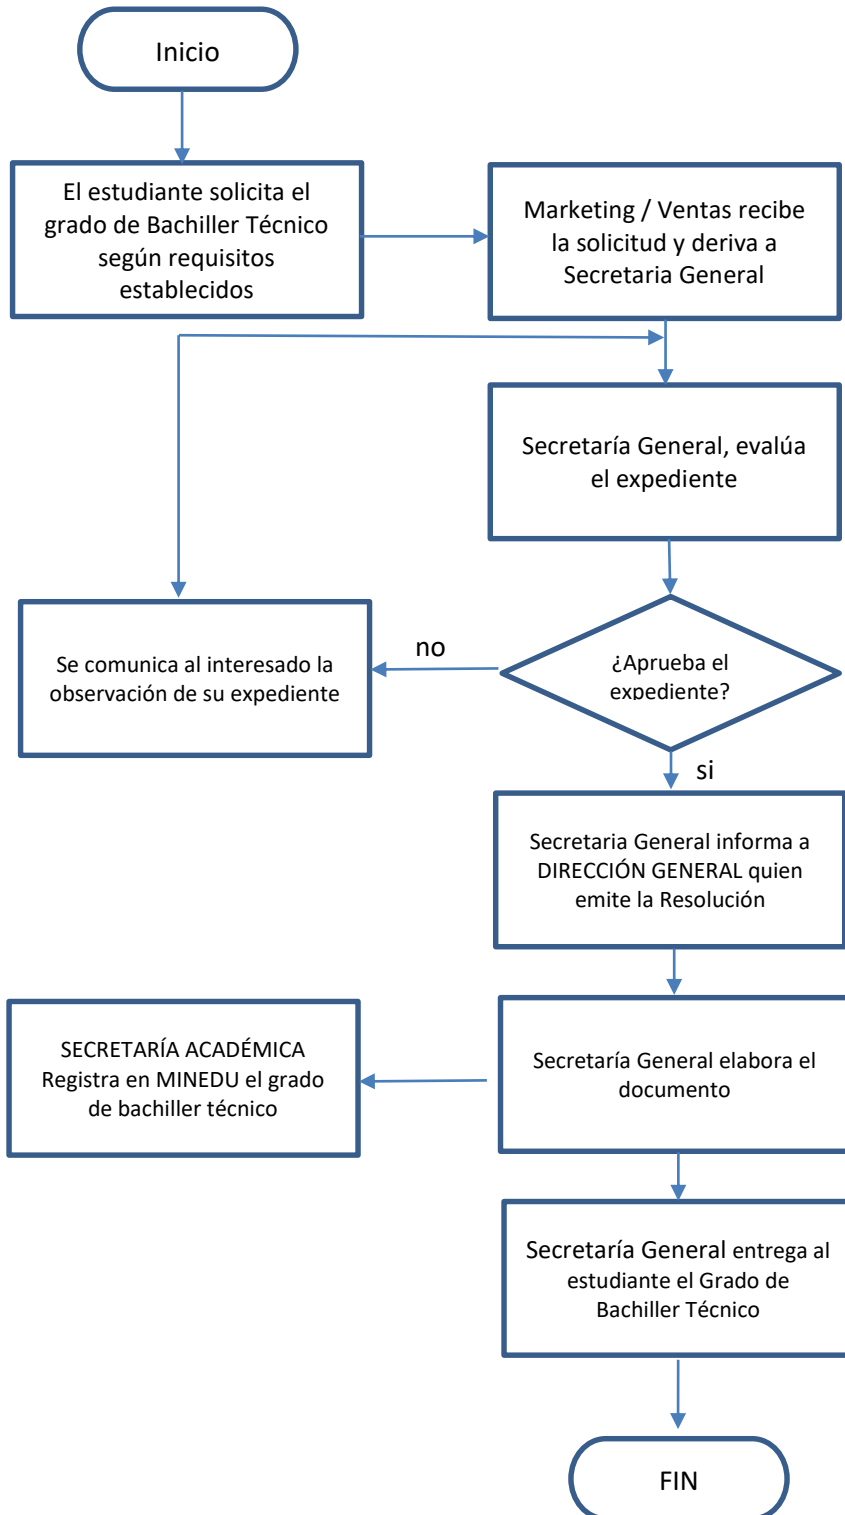 Inicio
El estudiante solicita el
grado de Bachiller Técnico
según requisitos
establecidos
Marketing / Ventas recibe
la solicitud y deriva a
Secretaria General
Secretaría General, evalúa
el expediente
¿Aprueba el
expediente?
no
Se comunica al interesado la
observación de su expediente
si
Secretaria General informa a
DIRECCIÓN GENERAL quien
emite la Resolución
Secretaría General elabora el
documento
SECRETARÍA ACADÉMICA
Registra en MINEDU el grado
de bachiller técnico
Secretaría General entrega al
estudiante el Grado de
Bachiller Técnico
FIN